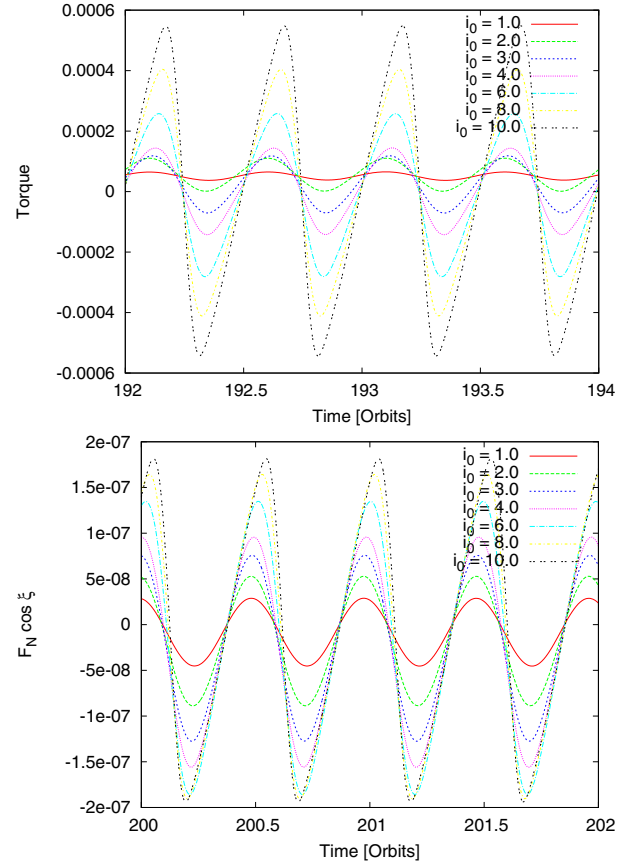 0.0006
0.0004
0.0002
0
-0.0002
-0.0004
-0.0006
Torque
i0 = 1.0
i0 = 2.0
i0 = 3.0
i0 = 4.0
i0 = 6.0
i0 = 8.0
i0 = 10.0
192 192.5 193 193.5 194
Time [Orbits]
2e-07
1.5e-07
1e-07
5e-08
0
-5e-08
-1e-07
-1.5e-07
-2e-07
FN cos ξ
i0 = 1.0
i0 = 2.0
i0 = 3.0
i0 = 4.0
i0 = 6.0
i0 = 8.0
i0 = 10.0
200 200.5 201 201.5 202
Time [Orbits]